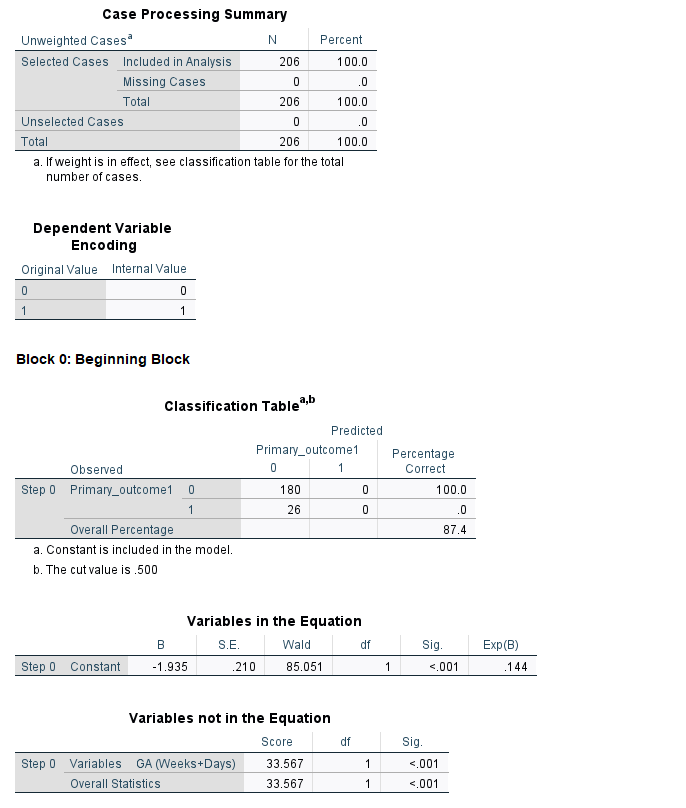 Case Processing Summary
Unweighted Casesᵃ N Percent
Selected Cases Included in Analysis 206 100.0
Missing Cases 0 .0
Total 206 100.0
Unselected Cases 0 .0
Total 206 100.0
a. If weight is in effect, see classification table for the total
number of cases.
Dependent Variable
Encoding
Original Value Internal Value
0 0
1 1
Block 0: Beginning Block
Classification Tableᵃ,ᵇ
Predicted
Primary_outcome1 Percentage
Observed 0 1 Correct
Step 0 Primary_outcome1 0 180 0 100.0
1 26 0 .0
Overall Percentage 87.4
a. Constant is included in the model.
b. The cut value is .500
Variables in the Equation
B S.E. Wald df Sig. Exp(B)
Step 0 Constant -1.935 .210 85.051 1 <.001 .144
Variables not in the Equation
Score df Sig.
Step 0 Variables GA (Weeks+Days) 33.567 1 <.001
Overall Statistics 33.567 1 <.001